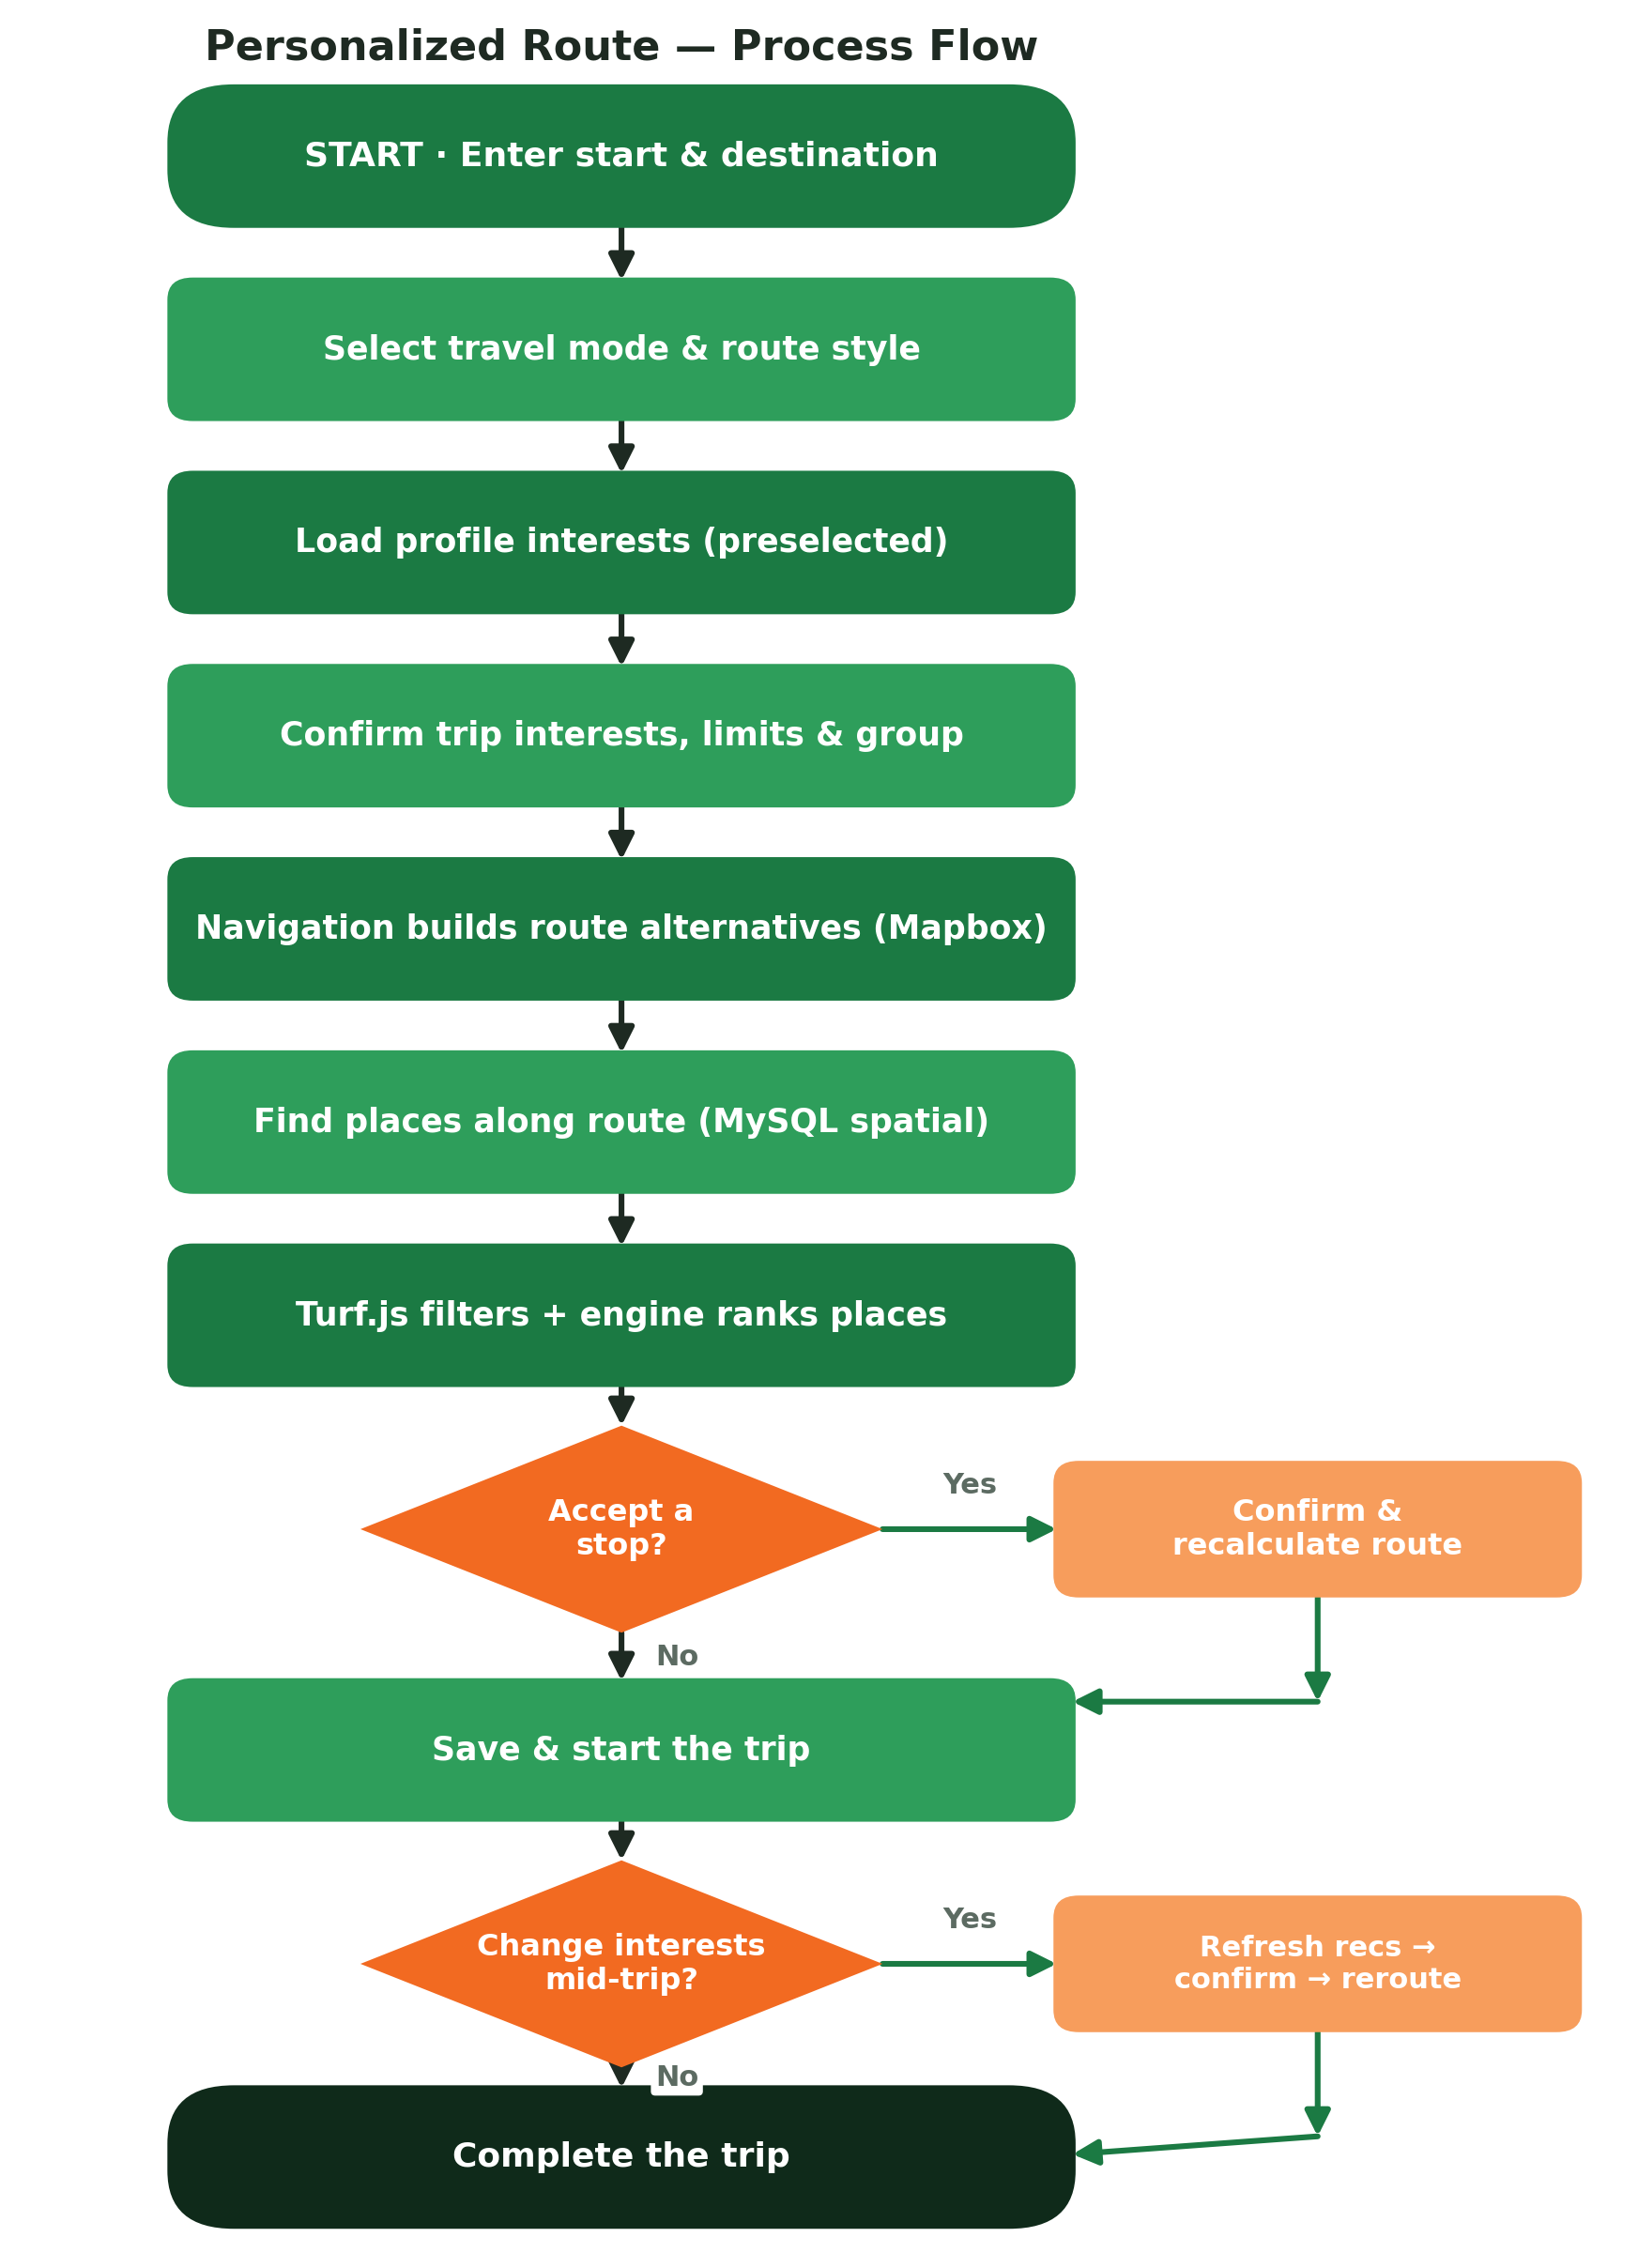 Personalized Route — Process Flow
START · Enter start & destination
Select travel mode & route style
Load profile interests (preselected)
Confirm trip interests, limits & group
Navigation builds route alternatives (Mapbox)
Find places along route (MySQL spatial)
Turf.js filters + engine ranks places
Accept a
stop?
Yes
Confirm &
recalculate route
No
Save & start the trip
Change interests
mid-trip?
Yes
Refresh recs →
confirm → reroute
No
Complete the trip